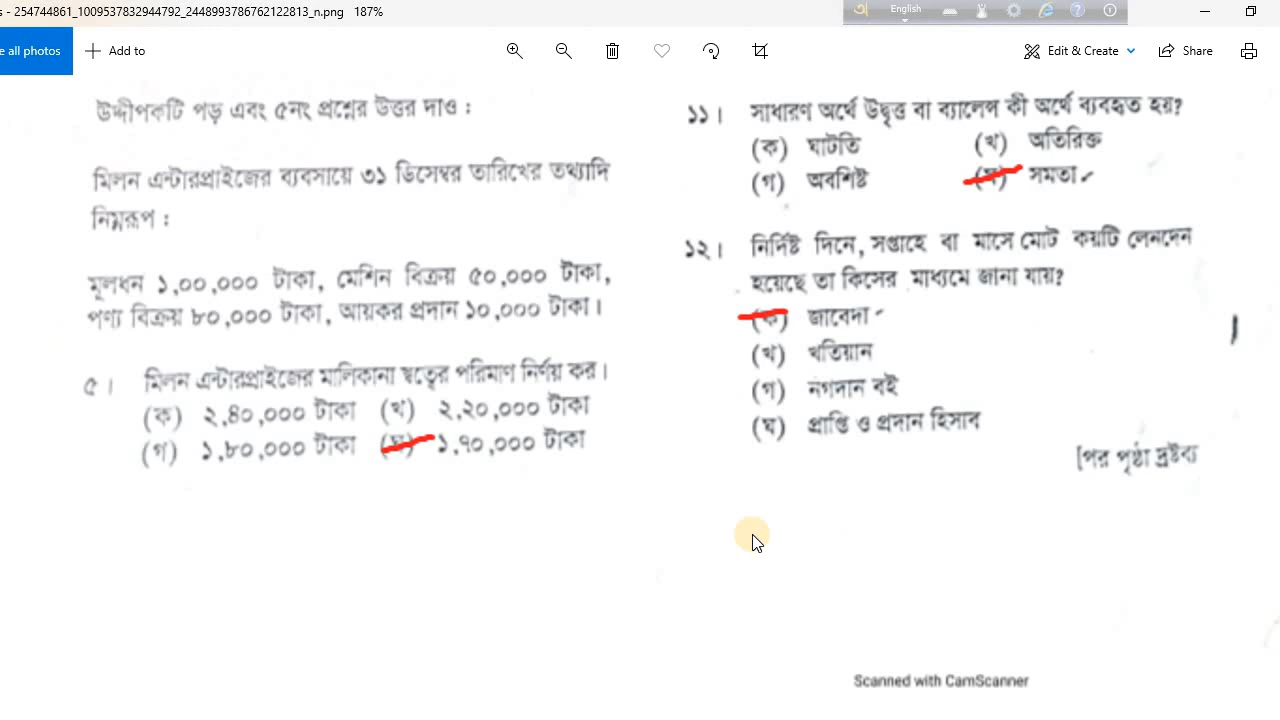 s - 254744861_1009537832944792_2448993786762122813_n.png   187%
English
e all photos
Add to
Edit & Create
Share
উদ্দীপকটি পড় এবং ৫নং প্রশ্নের উত্তর দাও :
মিলন এন্টারপ্রাইজের ব্যবসায়ে ৩১ ডিসেম্বর তারিখের তথ্যাদি
নিম্নরূপ :
মূলধন ১,০০,০০০ টাকা, মেশিন বিক্রয় ৫০,০০০ টাকা,
পণ্য বিক্রয় ৮০,০০০ টাকা, আয়কর প্রদান ১০,০০০ টাকা।
৫। মিলন এন্টারপ্রাইজের মালিকানা স্বত্বের পরিমাণ নির্ণয় কর।
(ক) ২,৪০,০০০ টাকা (খ) ২,২০,০০০ টাকা
(গ) ১,৮০,০০০ টাকা (ঘ) ১,৭০,০০০ টাকা
১১। সাধারণ অর্থে উদ্বৃত্ত বা ব্যালেন্স কী অর্থে ব্যবহৃত হয়?
(ক) ঘাটতি (খ) অতিরিক্ত
(গ) অবশিষ্ট (ঘ) সমতা
১২। নির্দিষ্ট দিনে, সপ্তাহে বা মাসে মোট কয়টি লেনদেন
হয়েছে তা কিসের মাধ্যমে জানা যায়?
(ক) জাবেদা
(খ) খতিয়ান
(গ) নগদান বই
(ঘ) প্রাপ্তি ও প্রদান হিসাব
[পর পৃষ্ঠা দ্রষ্টব্য
Scanned with CamScanner